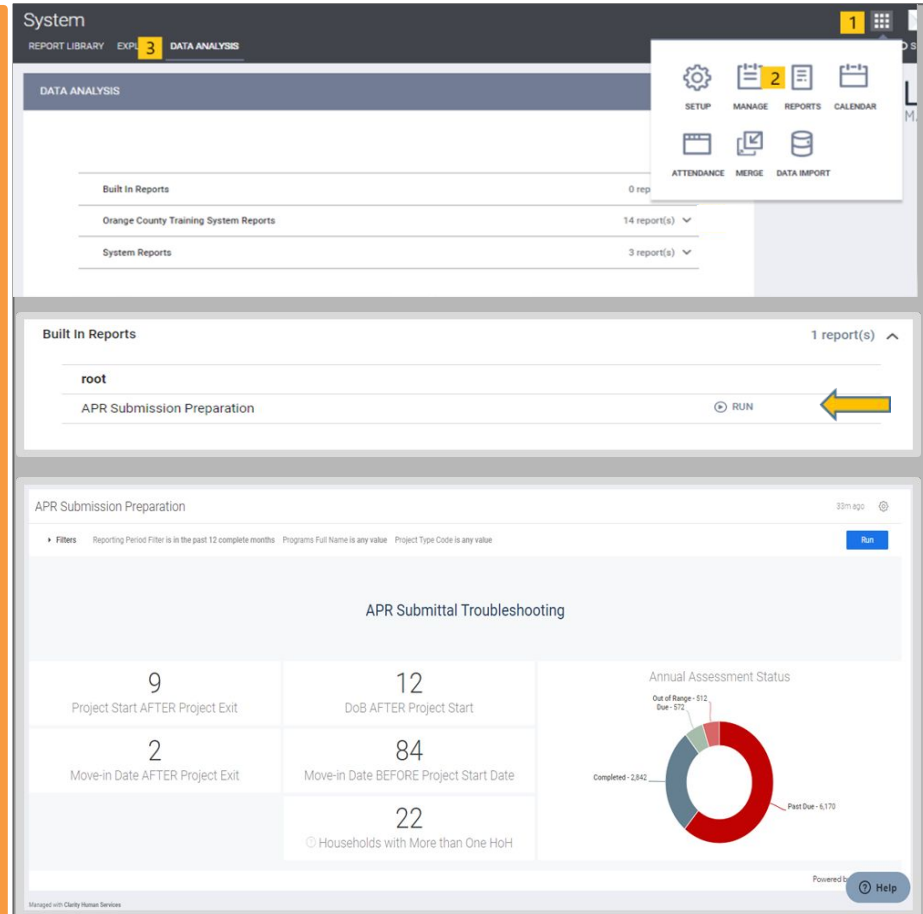 System
1
REPORT LIBRARY EXPL 3 DATA ANALYSIS
DATA ANALYSIS
2
SETUP MANAGE REPORTS CALENDAR
ATTENDANCE MERGE DATA IMPORT
Built In Reports 0 rep
Orange County Training System Reports 14 report(s)
System Reports 3 report(s)
Built In Reports 1 report(s)
root
APR Submission Preparation RUN
APR Submission Preparation 33m ago
Filters Reporting Period Filter is in the past 12 complete months Programs Full Name is any value Project Type Code is any value Run
APR Submittal Troubleshooting
9
Project Start AFTER Project Exit
12
DoB AFTER Project Start
2
Move-in Date AFTER Project Exit
84
Move-in Date BEFORE Project Start Date
22
Households with More than One HoH
Annual Assessment Status
Out of Range - 512
Due - 572
Completed - 2,842
Past Due - 6,170
Powered b
Help
Managed with Clarity Human Services